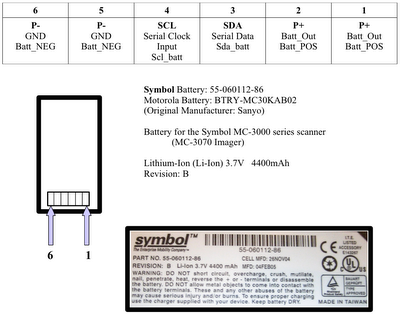 6 5 4 3 2 1
P- P- SCL SDA P+ P+
GND GND Serial Clock Serial Data Batt_Out Batt_Out
Batt_NEG Batt_NEG Input Sda_batt Batt_POS Batt_POS
Scl_batt
Symbol Battery: 55-060112-86
Motorola Battery: BTRY-MC30KAB02
(Original Manufacturer: Sanyo)
Battery for the Symbol MC-3000 series scanner
(MC-3070 Imager)
Lithium-Ion (Li-Ion) 3.7V 4400mAh
Revision: B
6 1
symbol™
The Enterprise Mobility Company
55-060112-86
PART NO. 55-060112-86 CELL MFD: 26NOV04
REVISION: B Li-Ion 3.7V 4400 mAh MFD: 04FEB05
WARNING: DO NOT short circuit, overcharge, crush, mutilate,
nail, penetrate, heat, reverse the + or - terminals or disassemble
the battery. DO NOT allow metal objects to come into contact with
the battery terminals. These and any other abuses of the battery
may cause serious injury and/or burns. To ensure proper charging
use the charger supplied with equipment. Keep battery DRY.
I.T.E.
LISTED
ACCESSORY